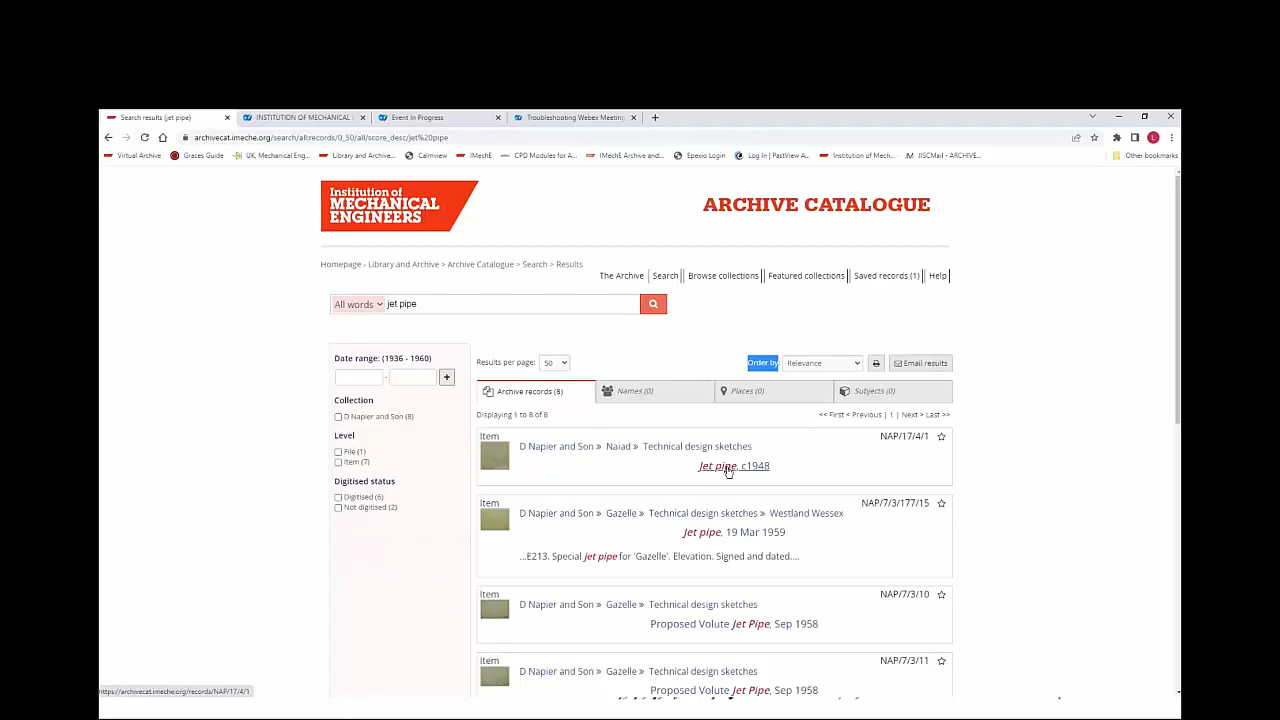 Search results (jet pipe)
INSTITUTION OF MECHANICAL
Event In Progress
Troubleshooting Webex Meeting
archivecat.imeche.org/search/all:records/0_50/all/score_desc/jet%20pipe
Virtual Archive
Graces Guide
UK, Mechanical Eng...
Library and Archive...
Calmview
IMechE
CPD Modules for A...
IMechE Archive and...
Epexio Login
Log In | PastView A...
Institution of Mech...
JISCMail - ARCHIVE...
Other bookmarks
Institution of
MECHANICAL
ENGINEERS
ARCHIVE CATALOGUE
Homepage > Library and Archive > Archive Catalogue > Search > Results
The Archive | Search | Browse collections | Featured collections | Saved records (1) | Help |
All words jet pipe
Date range: (1936 - 1960)
- +
Collection
D Napier and Son (8)
Level
File (1)
Item (7)
Digitised status
Digitised (6)
Not digitised (2)
Results per page: 50
Order by Relevance
Email results
Archive records (8)
Names (0)
Places (0)
Subjects (0)
Displaying 1 to 8 of 8
<< First < Previous | 1 | Next > Last >>
Item
NAP/17/4/1
D Napier and Son » Naiad » Technical design sketches
Jet pipe, c1948
Item
NAP/7/3/177/15
D Napier and Son » Gazelle » Technical design sketches » Westland Wessex
Jet pipe, 19 Mar 1959
...E213. Special jet pipe for 'Gazelle'. Elevation. Signed and dated....
Item
NAP/7/3/10
D Napier and Son » Gazelle » Technical design sketches
Proposed Volute Jet Pipe, Sep 1958
Item
NAP/7/3/11
D Napier and Son » Gazelle » Technical design sketches
Proposed Volute Jet Pipe, Sep 1958
https://archivecat.imeche.org/records/NAP/17/4/1